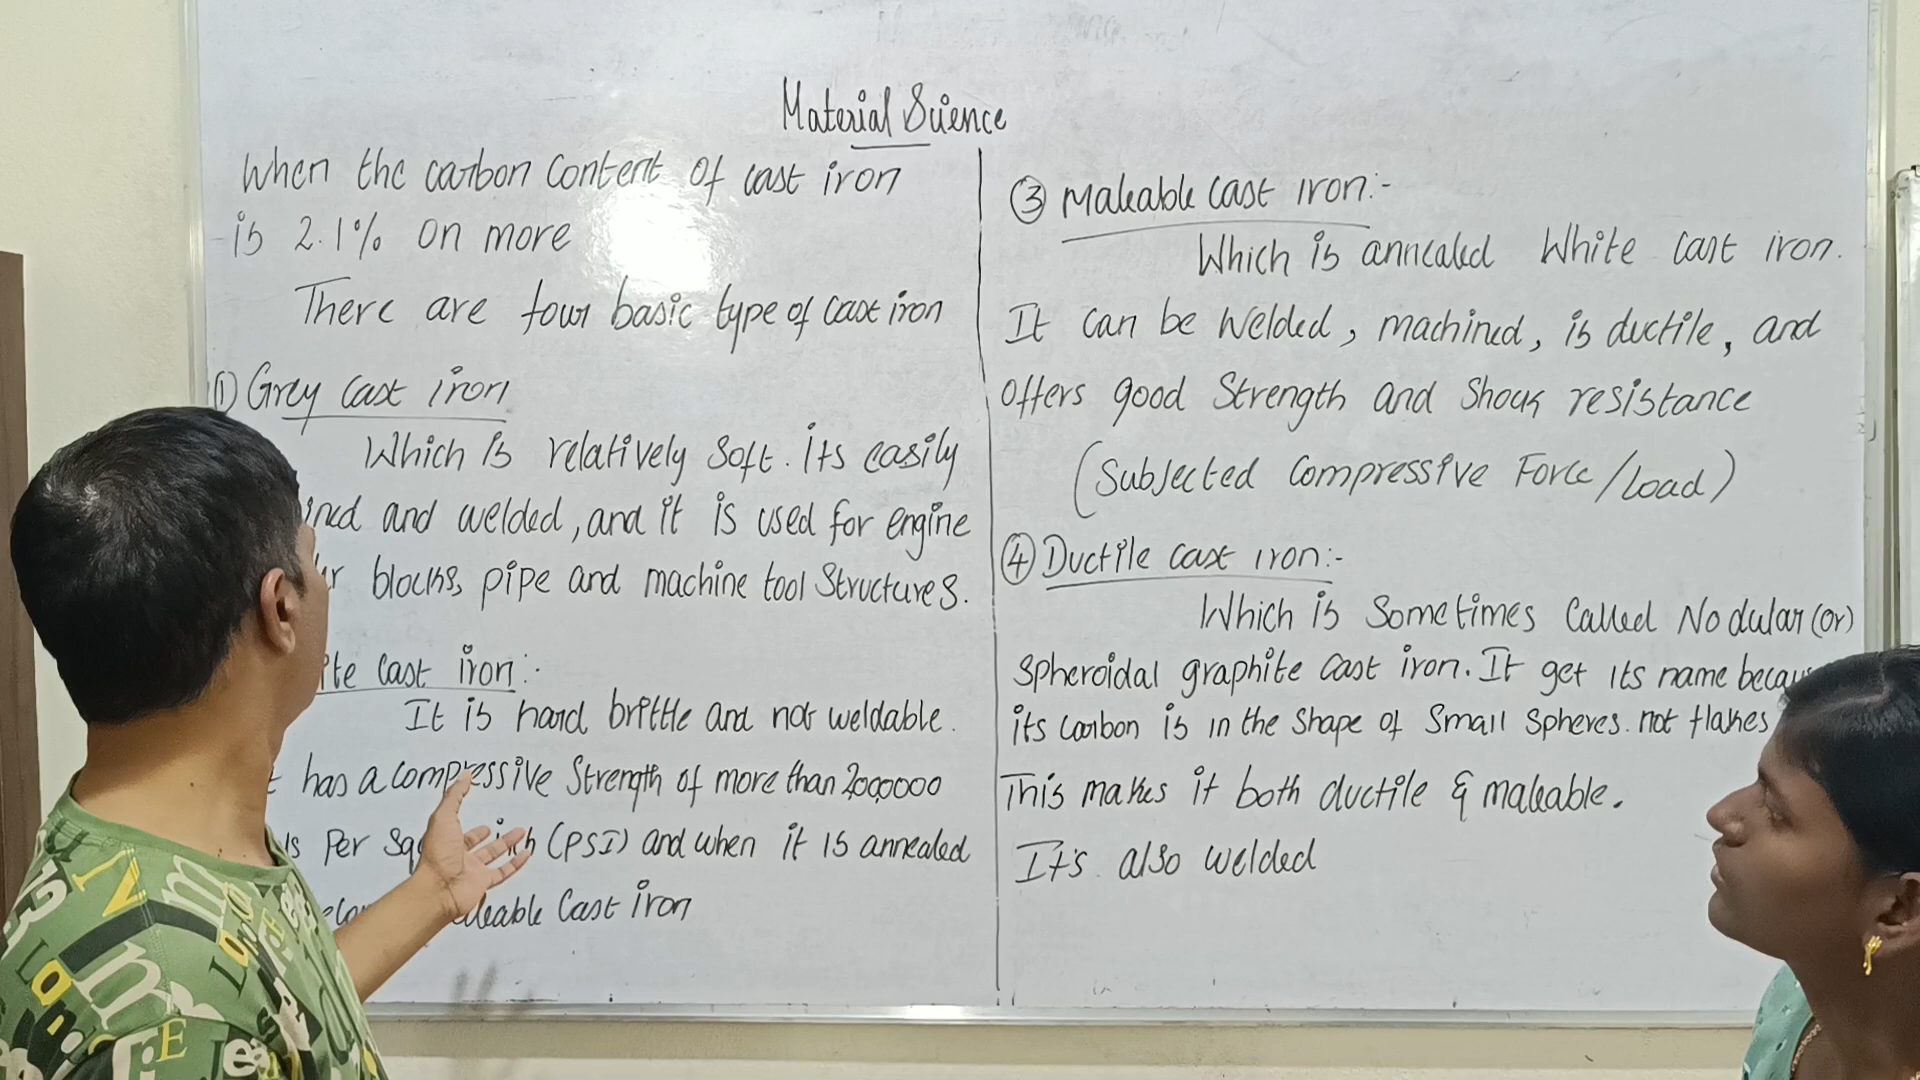 Material Science
When the carbon content of cast iron
is 2.1% on more
There are four basic type of cast iron
① Grey cast iron
Which is relatively soft. its easily
ined and welded, and it is used for engine
blocks, pipe and machine tool structures.
ite cast iron:-
It is hard brittle and not weldable.
has a compressive Strength of more than 200,000
Per inch (PSI) and when it is annealed
leable Cast iron
③ Maleable cast iron:-
Which is annealed White cast iron.
It can be welded, machined, is ductile, and
offers good Strength and Shock resistance
(Subjected compressive Force/Load)
④ Ductile cast iron:-
Which is Sometimes Called Nodular (or)
Spheroidal graphite cast iron. It get its name becau
its carbon is in the shape of small spheres. not flakes
This makes it both ductile & maleable.
It's also welded